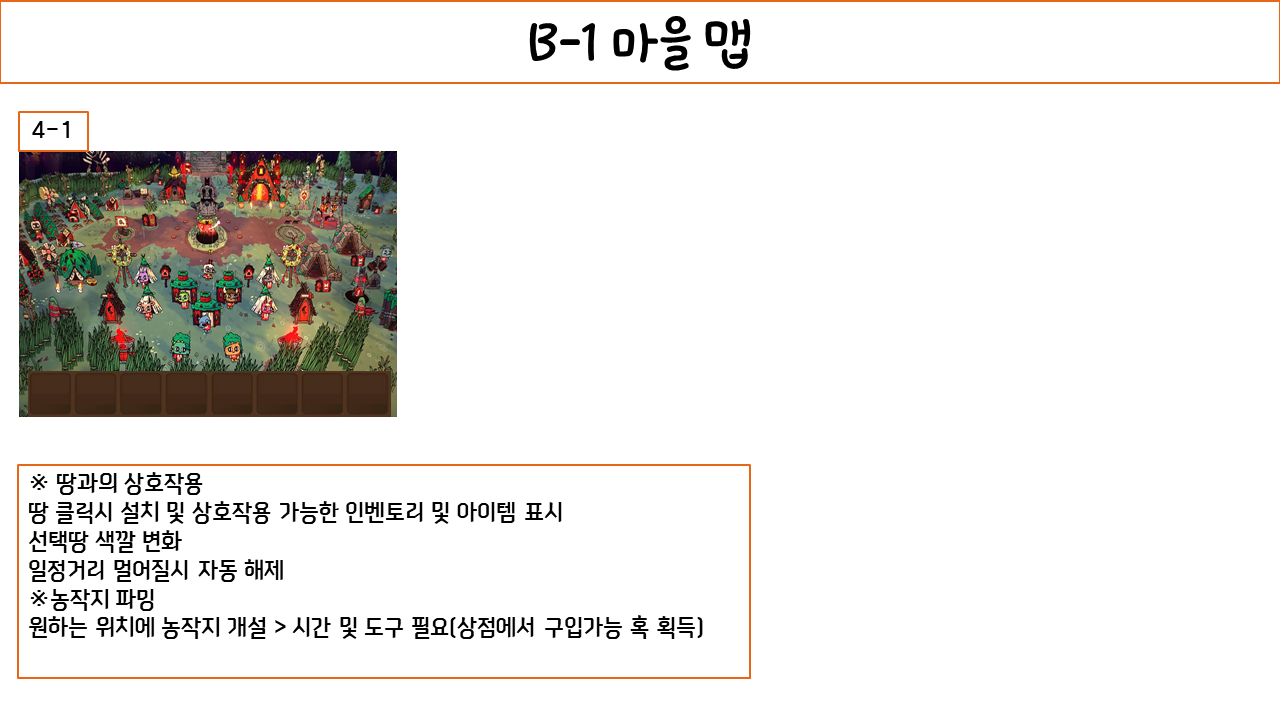 B-1 마을 맵
4-1
※ 땅과의 상호작용
땅 클릭시 설치 및 상호작용 가능한 인벤토리 및 아이템 표시
선택땅 색깔 변화
일정거리 멀어질시 자동 해제
※농작지 파밍
원하는 위치에 농작지 개설 > 시간 및 도구 필요(상점에서 구입가능 혹 획득)